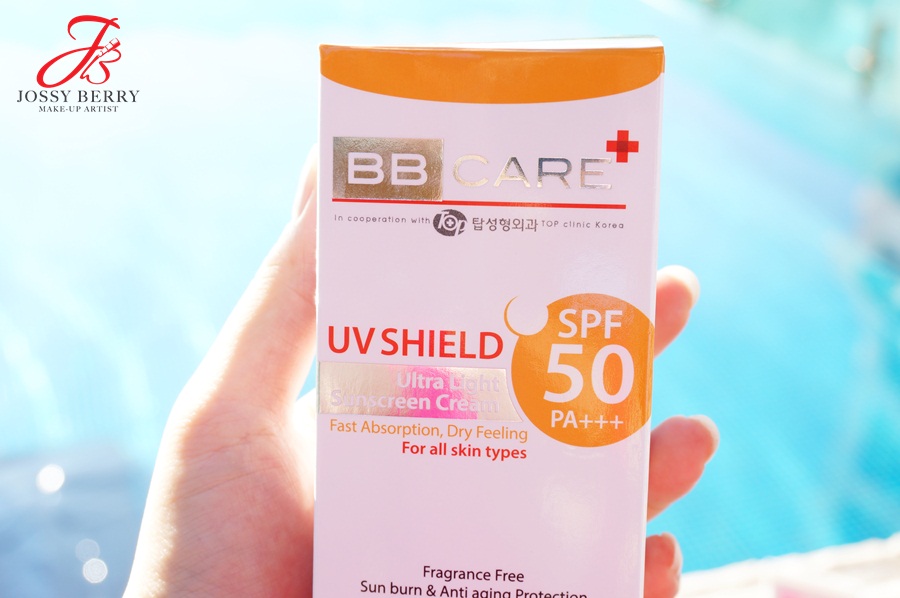 JOSSY BERRY
MAKE-UP ARTIST
BB CARE
In cooperation with Top 탑성형외과 TOP clinic Korea
UV SHIELD
Ultra Light
Sunscreen Cream
Fast Absorption, Dry Feeling
For all skin types
SPF
50
PA+++
Fragrance Free
Sun burn & Anti aging Protection